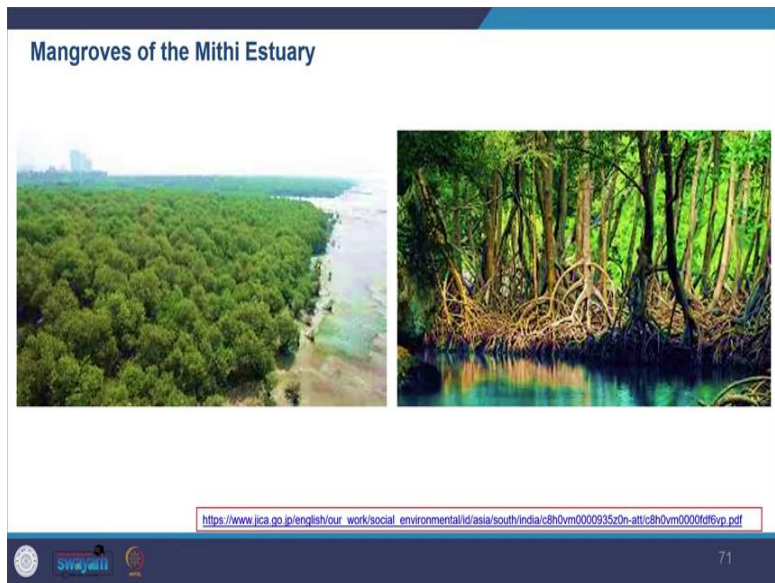 Mangroves of the Mithi Estuary
https://www.jica.go.jp/english/our_work/social_environmental/id/asia/south/india/c8h0vm0000935z0n-att/c8h0vm0000fdf6vp.pdf
swayam
71